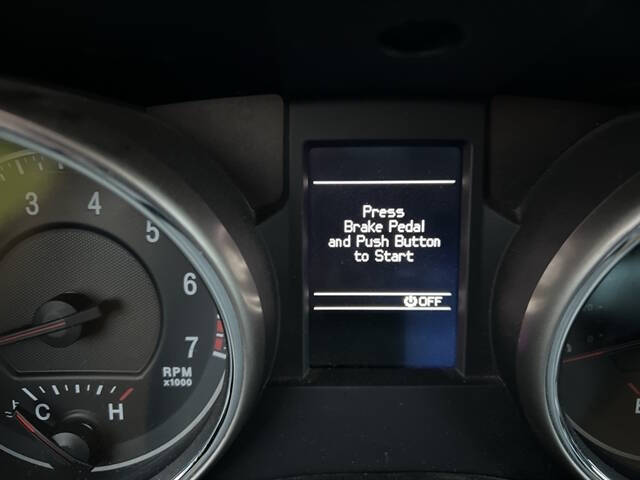 Press
Brake Pedal
and Push Button
to Start
OFF
3
4
5
6
7
RPM
x1000
C
H
E